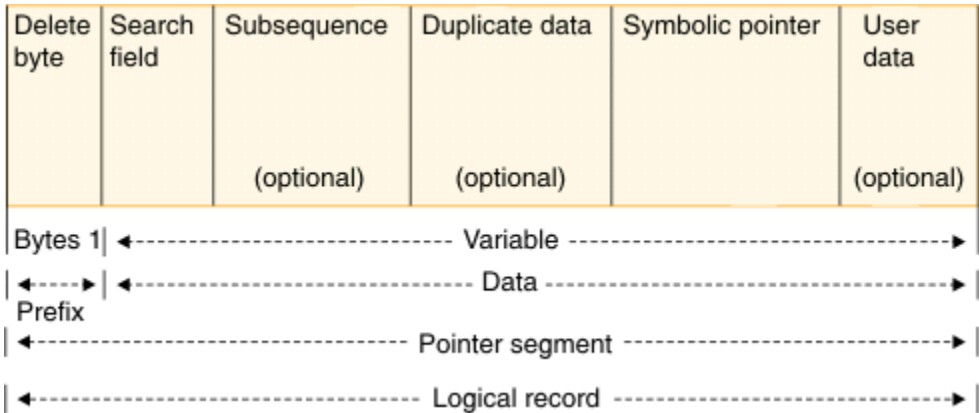 Delete byte
Search field
Subsequence
(optional)
Duplicate data
(optional)
Symbolic pointer
User data
(optional)
Bytes 1
Variable
Data
Prefix
Pointer segment
Logical record